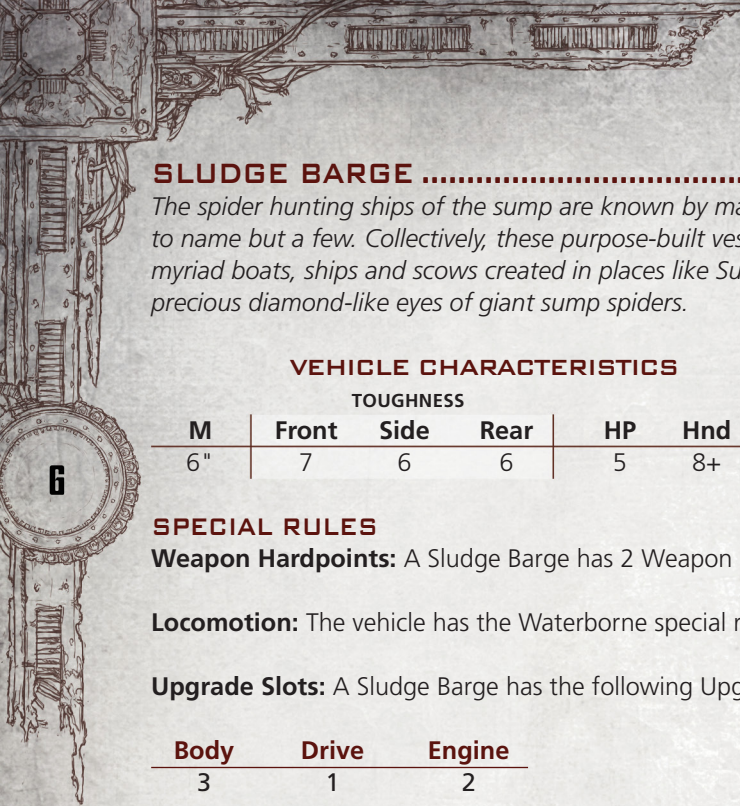 SLUDGE BARGE ....................................
The spider hunting ships of the sump are known by
to name but a few. Collectively, these purpose-built
myriad boats, ships and scows created in places like
precious diamond-like eyes of giant sump spiders.
VEHICLE CHARACTERISTICS
TOUGHNESS
M Front Side Rear HP Hnd
6" 7 6 6 5 8+
6
SPECIAL RULES
Weapon Hardpoints: A Sludge Barge has 2 Weapon
Locomotion: The vehicle has the Waterborne special
Upgrade Slots: A Sludge Barge has the following
Body Drive Engine
3 1 2